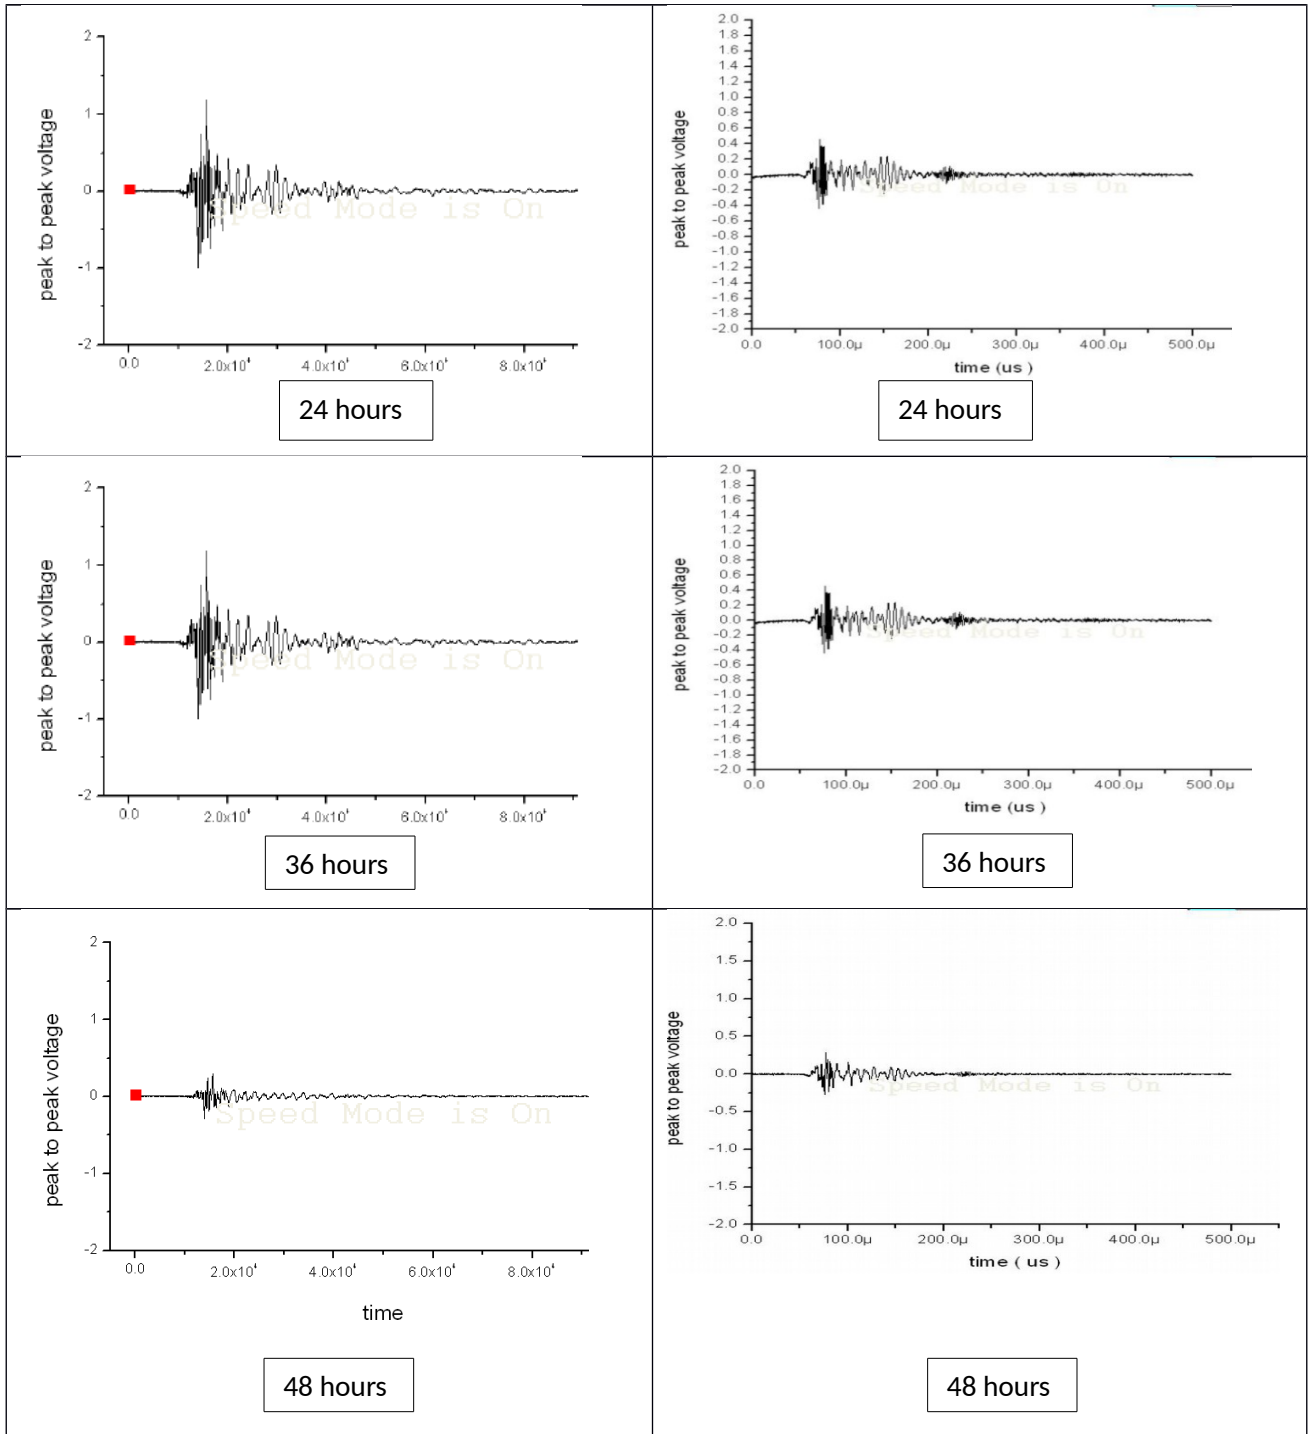 peak to peak voltage
2
1
0
-1
-2
0.0 2.0x10⁴ 4.0x10⁴ 6.0x10⁴ 8.0x10⁴
Speed Mode is On
24 hours
peak to peak voltage
2.0
1.8
1.6
1.4
1.2
1.0
0.8
0.6
0.4
0.2
0.0
-0.2
-0.4
-0.6
-0.8
-1.0
-1.2
-1.4
-1.6
-1.8
-2.0
0.0 100.0µ 200.0µ 300.0µ 400.0µ 500.0µ
time (us )
Speed Mode is On
24 hours
peak to peak voltage
2
1
0
-1
-2
0.0 2.0x10⁴ 4.0x10⁴ 6.0x10⁴ 8.0x10⁴
Speed Mode is On
36 hours
peak to peak voltage
2.0
1.8
1.6
1.4
1.2
1.0
0.8
0.6
0.4
0.2
0.0
-0.2
-0.4
-0.6
-0.8
-1.0
-1.2
-1.4
-1.6
-1.8
-2.0
0.0 100.0µ 200.0µ 300.0µ 400.0µ 500.0µ
time (us )
Speed Mode is On
36 hours
peak to peak voltage
2
1
0
-1
-2
0.0 2.0x10⁴ 4.0x10⁴ 6.0x10⁴ 8.0x10⁴
time
Speed Mode is On
48 hours
peak to peak voltage
2.0
1.5
1.0
0.5
0.0
-0.5
-1.0
-1.5
-2.0
0.0 100.0µ 200.0µ 300.0µ 400.0µ 500.0µ
time ( us )
Speed Mode is On
48 hours